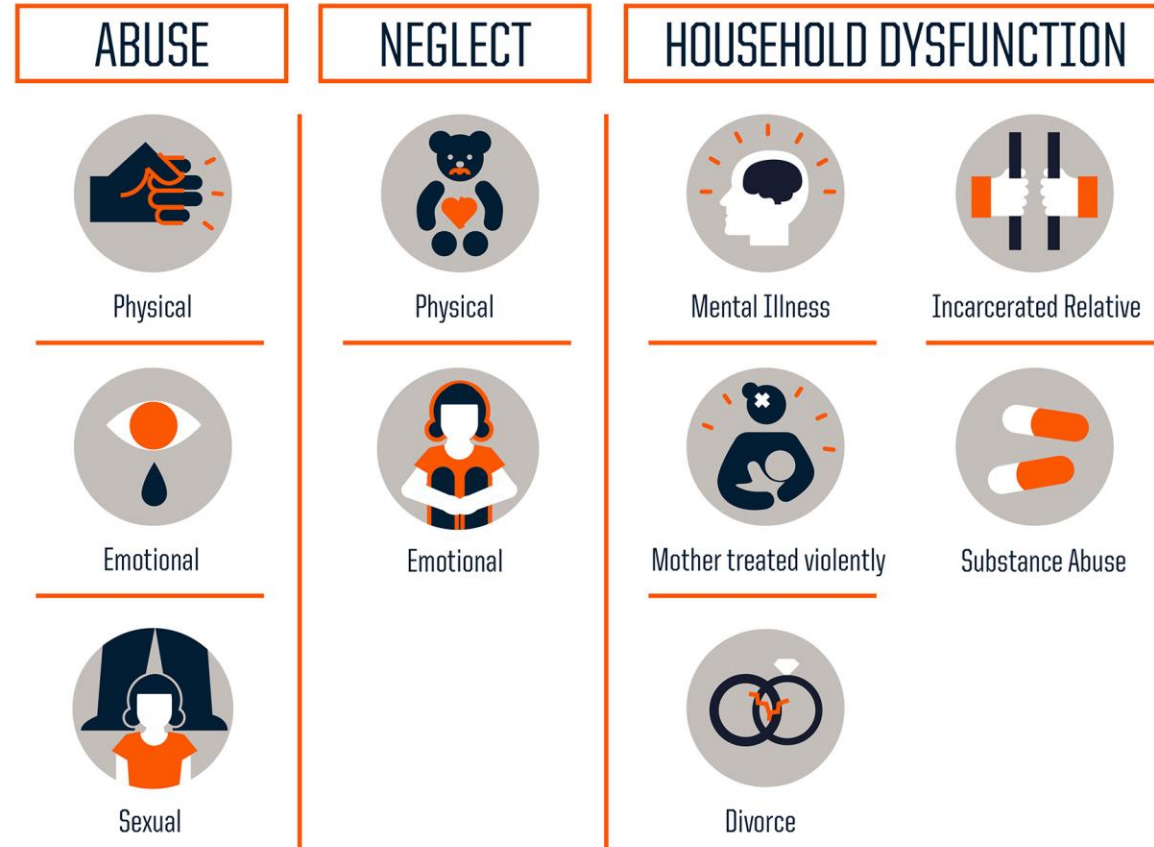 ABUSE
Physical
Emotional
Sexual
NEGLECT
Physical
Emotional
HOUSEHOLD DYSFUNCTION
Mental Illness
Incarcerated Relative
Mother treated violently
Substance Abuse
Divorce